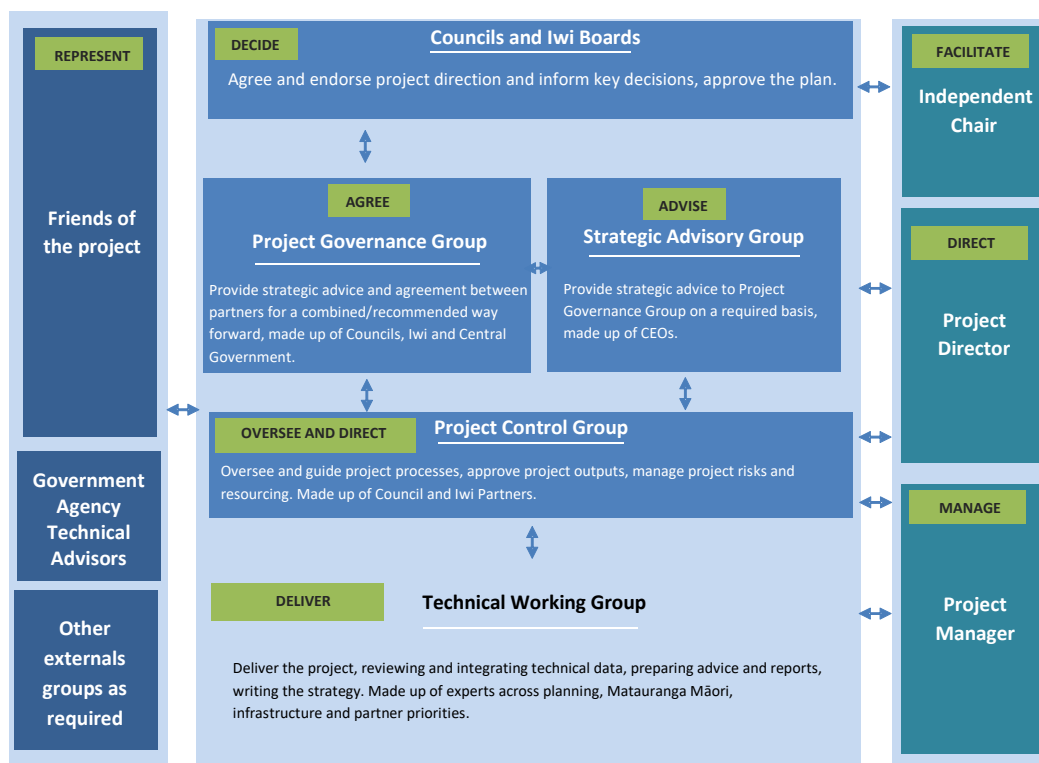 REPRESENT
Friends of
the project
Government
Agency
Technical
Advisors
Other
externals
groups as
required
DECIDE
Councils and Iwi Boards
Agree and endorse project direction and inform key decisions, approve the plan.
AGREE
Project Governance Group
Provide strategic advice and agreement between
partners for a combined/recommended way
forward, made up of Councils, Iwi and Central
Government.
ADVISE
Strategic Advisory Group
Provide strategic advice to Project
Governance Group on a required basis,
made up of CEOs.
OVERSEE AND DIRECT
Project Control Group
Oversee and guide project processes, approve project outputs, manage project risks and
resourcing. Made up of Council and Iwi Partners.
DELIVER
Technical Working Group
Deliver the project, reviewing and integrating technical data, preparing advice and reports,
writing the strategy. Made up of experts across planning, Matauranga Māori,
infrastructure and partner priorities.
FACILITATE
Independent
Chair
DIRECT
Project
Director
MANAGE
Project
Manager